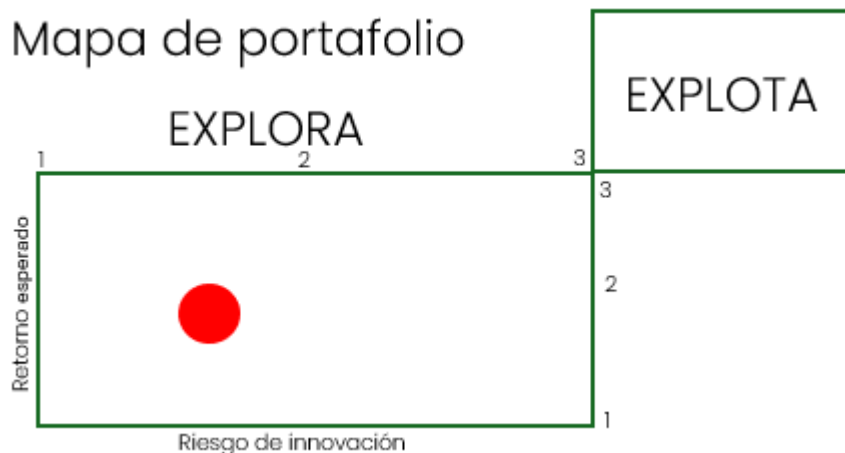 Mapa de portafolio
EXPLOTA
EXPLORA
1 2 3
3
Retorno esperado
2
1
Riesgo de innovación